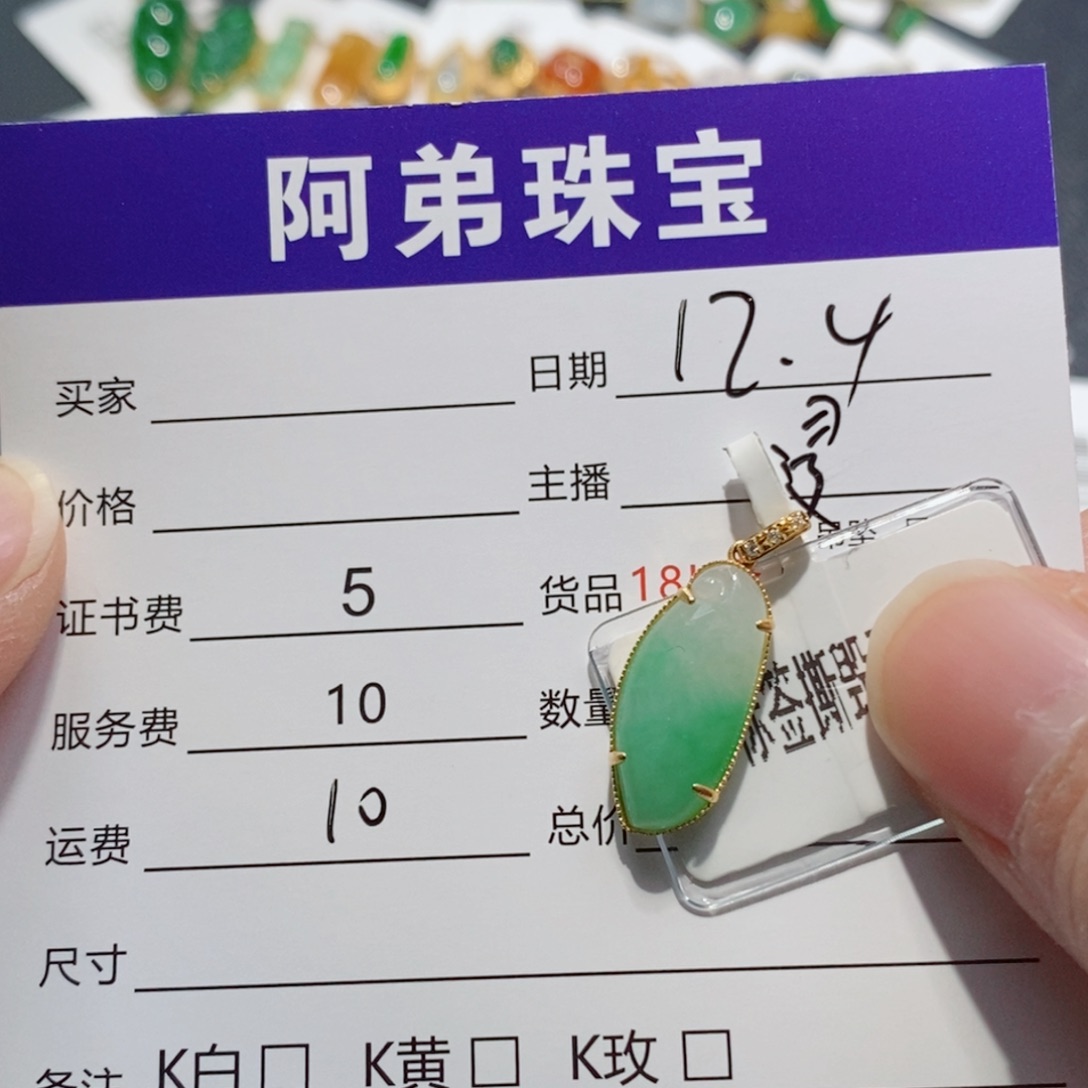 阿弟珠宝
买家 日期 12.4
价格 主播
证书费 5 货品 18
服务费 10 数量
运费 10 总价
尺寸
备注 K白□ K黄□ K玫□